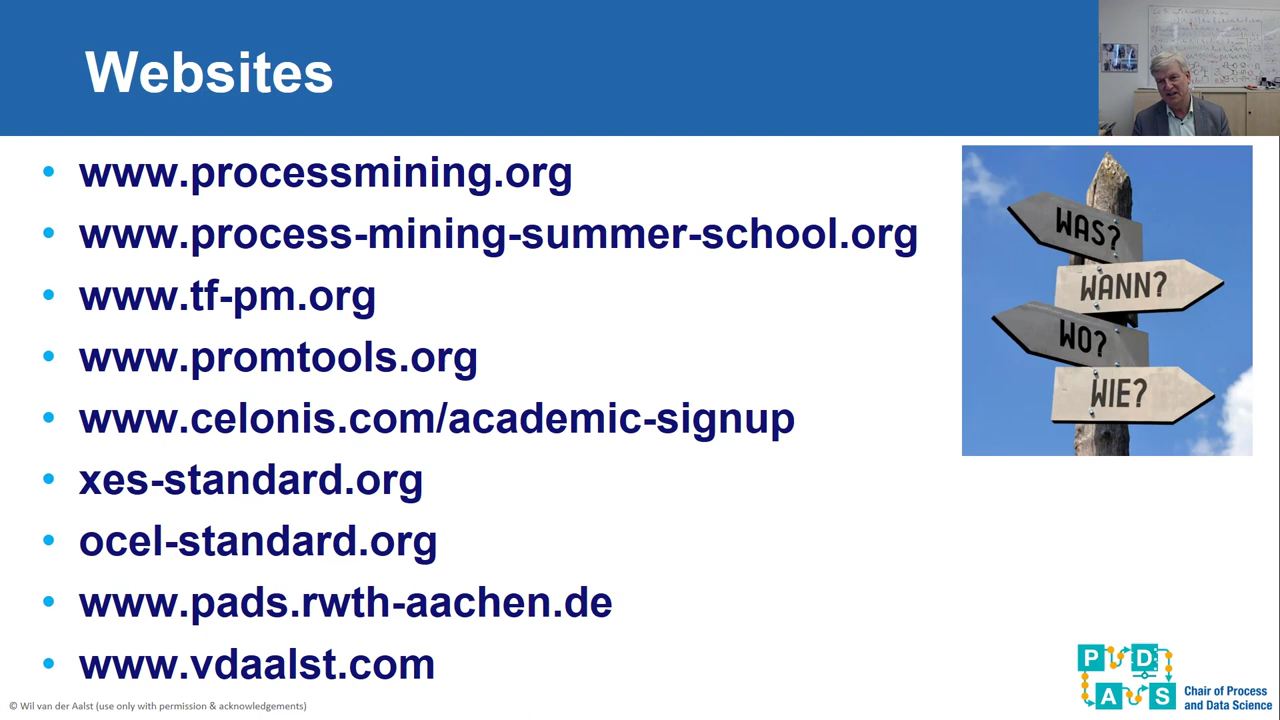 Websites
• www.processmining.org
• www.process-mining-summer-school.org
• www.tf-pm.org
• www.promtools.org
• www.celonis.com/academic-signup
• xes-standard.org
• ocel-standard.org
• www.pads.rwth-aachen.de
• www.vdaalst.com
WAS?
WANN?
WO?
WIE?
P D
A S
Chair of Process
and Data Science
© Wil van der Aalst (use only with permission & acknowledgements)